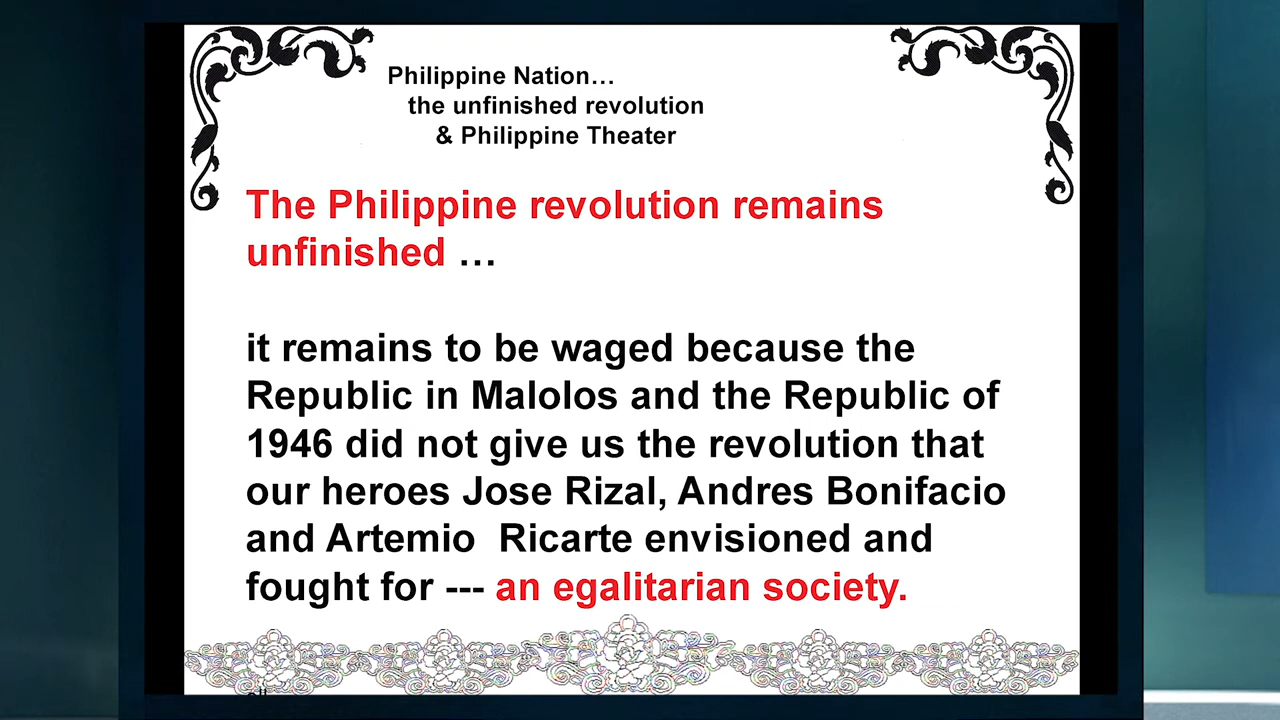 Philippine Nation…
the unfinished revolution
& Philippine Theater
The Philippine revolution remains
unfinished …
it remains to be waged because the
Republic in Malolos and the Republic of
1946 did not give us the revolution that
our heroes Jose Rizal, Andres Bonifacio
and Artemio  Ricarte envisioned and
fought for --- an egalitarian society.